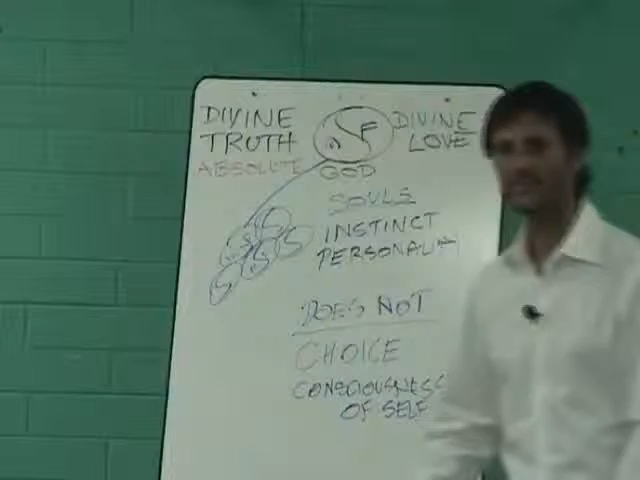 DIVINE
TRUTH
ABSOLUTE
F
GOD
DIVINE
LOVE
SOULS
INSTINCT
DOES NOT
CHOICE
CONSCIOUSNESS
OF SELF